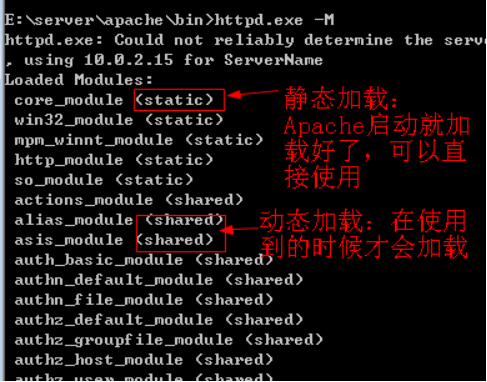 E:\server\apache\bin>httpd.exe -M
httpd.exe: Could not reliably determine the serve
, using 10.0.2.15 for ServerName
Loaded Modules:
core_module (static)
win32_module (static)
mpm_winnt_module (static)
http_module (static)
so_module (static)
actions_module (shared)
alias_module (shared)
asis_module (shared)
auth_basic_module (shared)
authn_default_module (shared)
authn_file_module (shared)
authz_default_module (shared)
authz_groupfile_module (shared)
authz_host_module (shared)
authz_user_module (shared)
静态加载：
Apache启动就加
载好了，可以直
接使用
动态加载：在使用
到的时候才会加载